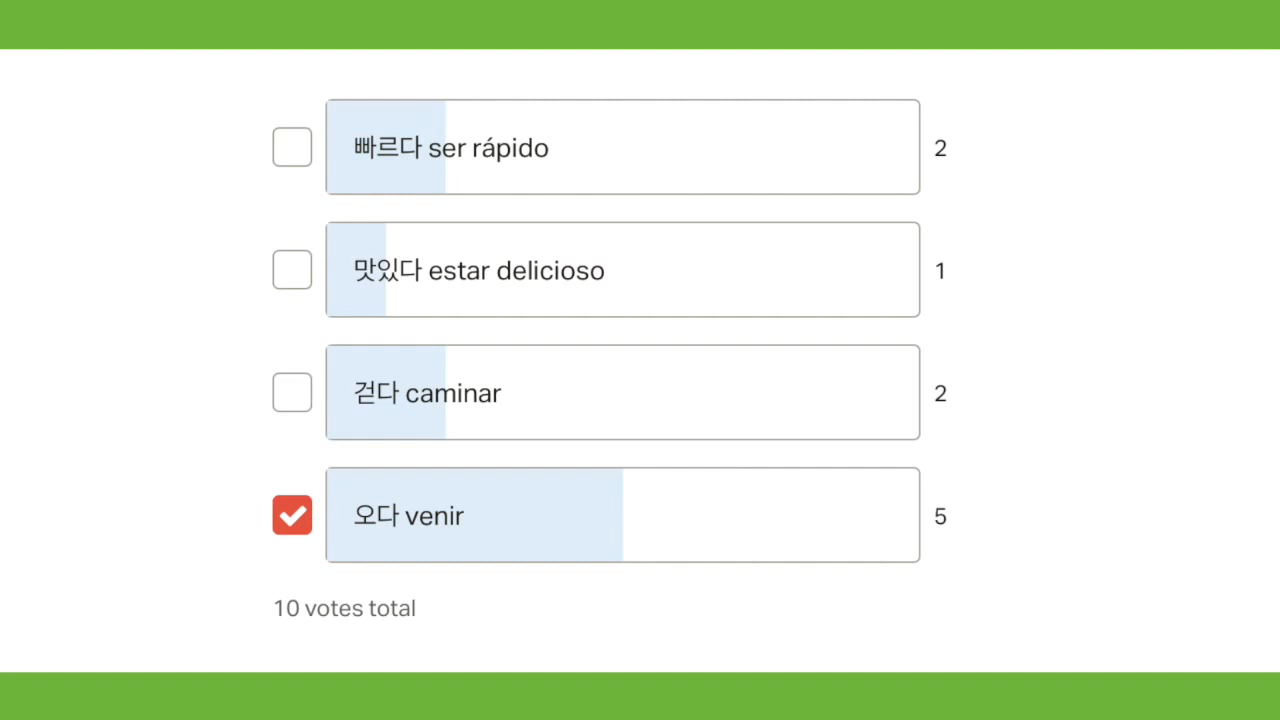 빠르다 ser rápido 2
맛있다 estar delicioso 1
걷다 caminar 2
오다 venir 5
10 votes total